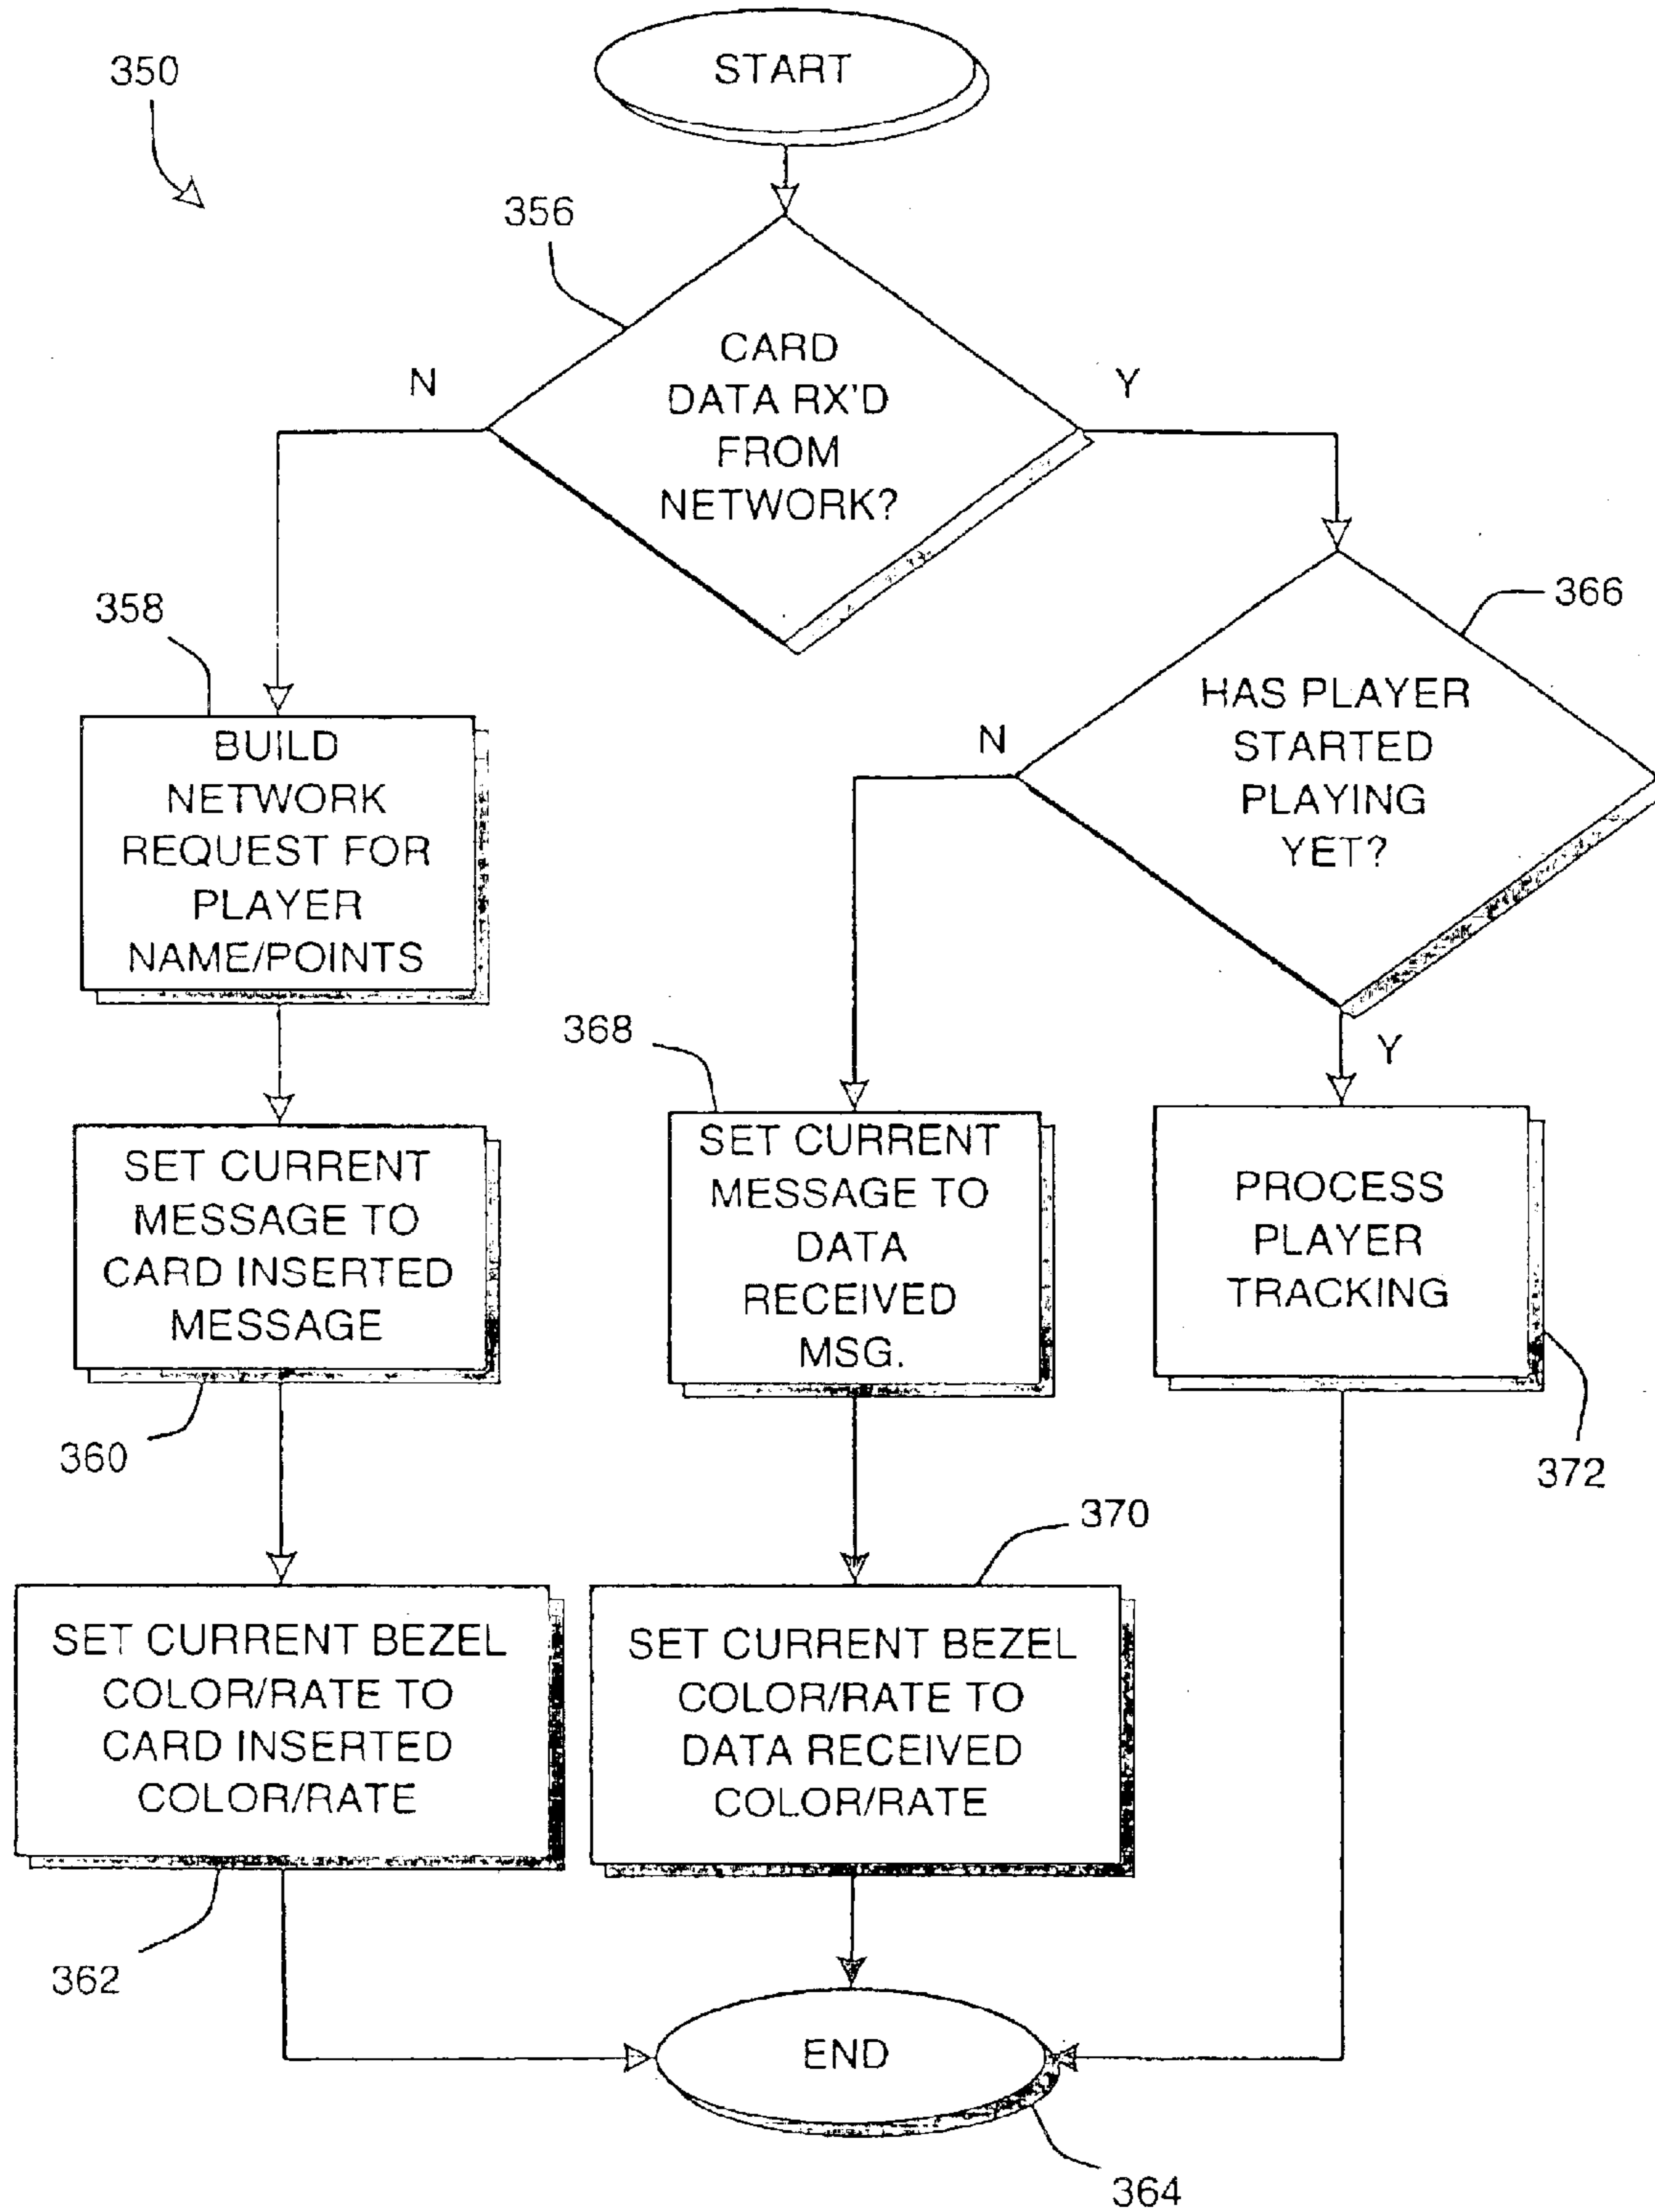 350
START
356
CARD
DATA RX'D
FROM
NETWORK?
N
Y
358
366
BUILD
NETWORK
REQUEST FOR
PLAYER
NAME/POINTS
HAS PLAYER
STARTED
PLAYING
YET?
N
Y
368
SET CURRENT
MESSAGE TO
CARD INSERTED
MESSAGE
360
SET CURRENT
MESSAGE TO
DATA
RECEIVED
MSG.
PROCESS
PLAYER
TRACKING
372
370
SET CURRENT BEZEL
COLOR/RATE TO
CARD INSERTED
COLOR/RATE
362
SET CURRENT BEZEL
COLOR/RATE TO
DATA RECEIVED
COLOR/RATE
END
364